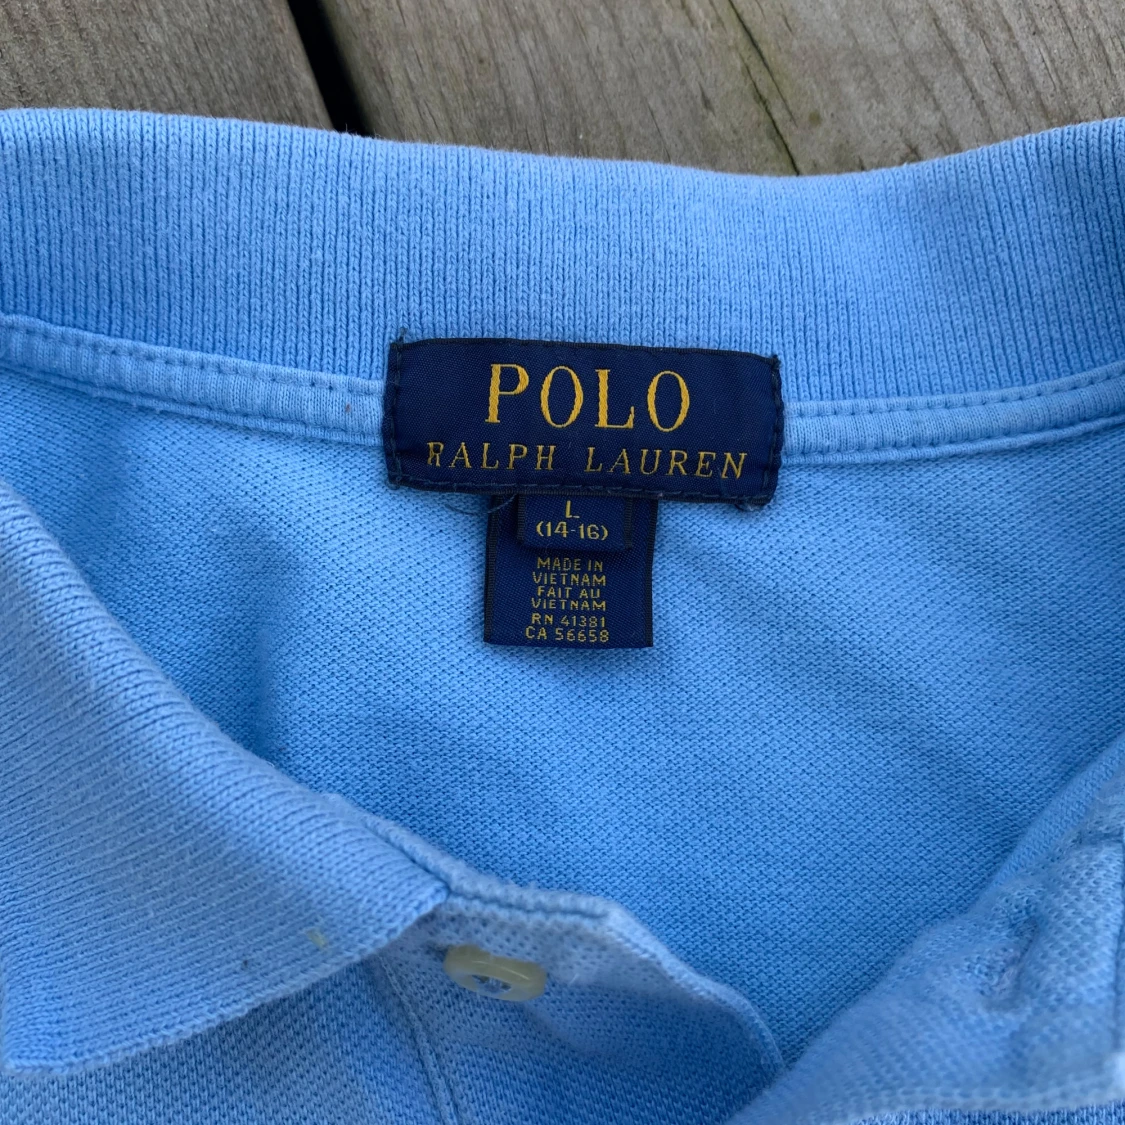 POLO
RALPH LAUREN
L
(14-16)
MADE IN
VIETNAM
FAIT AU
VIETNAM
RN 41381
CA 56658